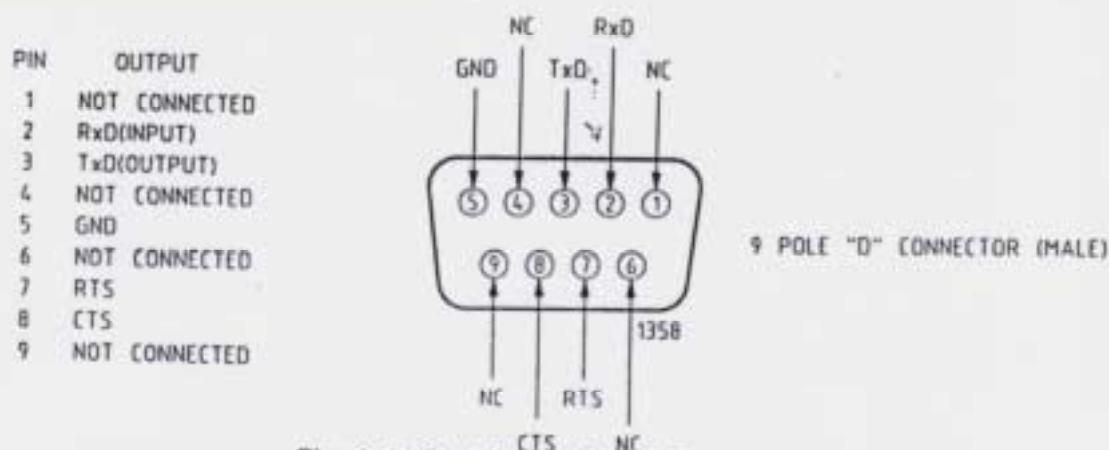 PIN OUTPUT
1 NOT CONNECTED
2 RxD(INPUT)
3 TxD(OUTPUT)
4 NOT CONNECTED
5 GND
6 NOT CONNECTED
7 RTS
8 CTS
9 NOT CONNECTED
NC RxD
GND TxD NC
5 4 3 2 1
9 8 7 6
1358
NC RTS
CTS NC
9 POLE "D" CONNECTOR (MALE)